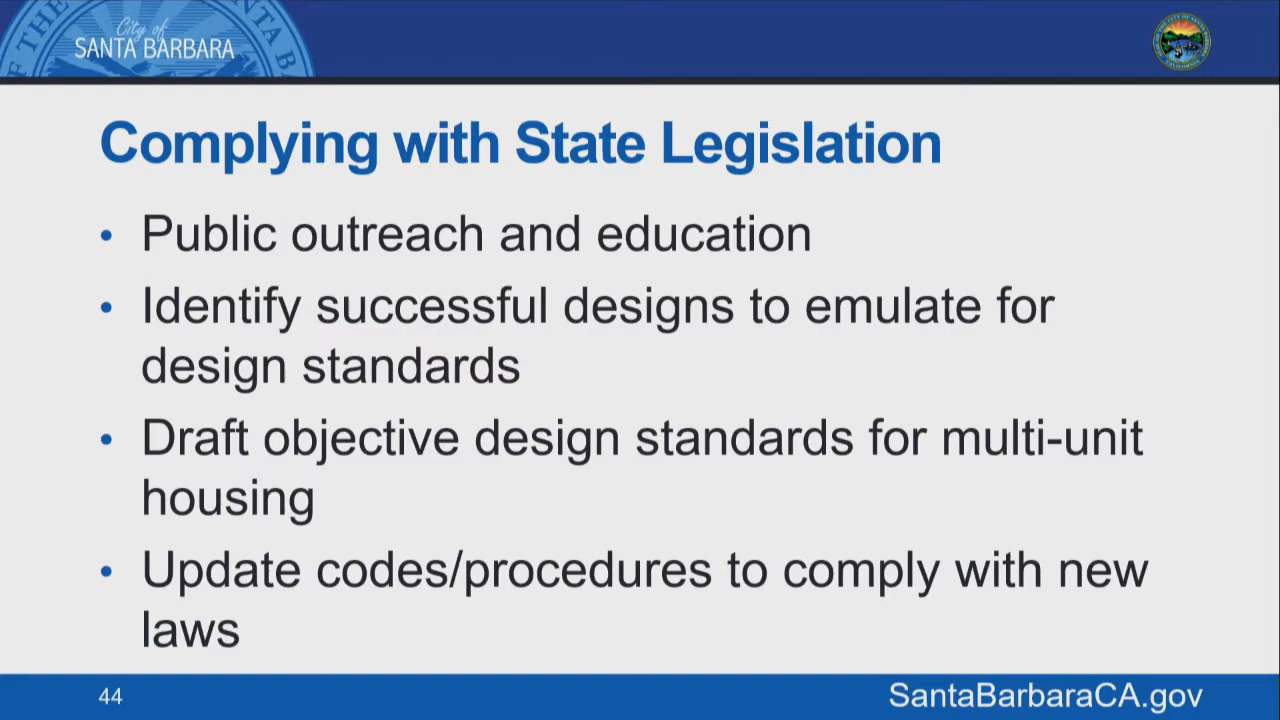 City of
SANTA BARBARA
Complying with State Legislation
• Public outreach and education
• Identify successful designs to emulate for
design standards
• Draft objective design standards for multi-unit
housing
• Update codes/procedures to comply with new
laws
44
SantaBarbaraCA.gov